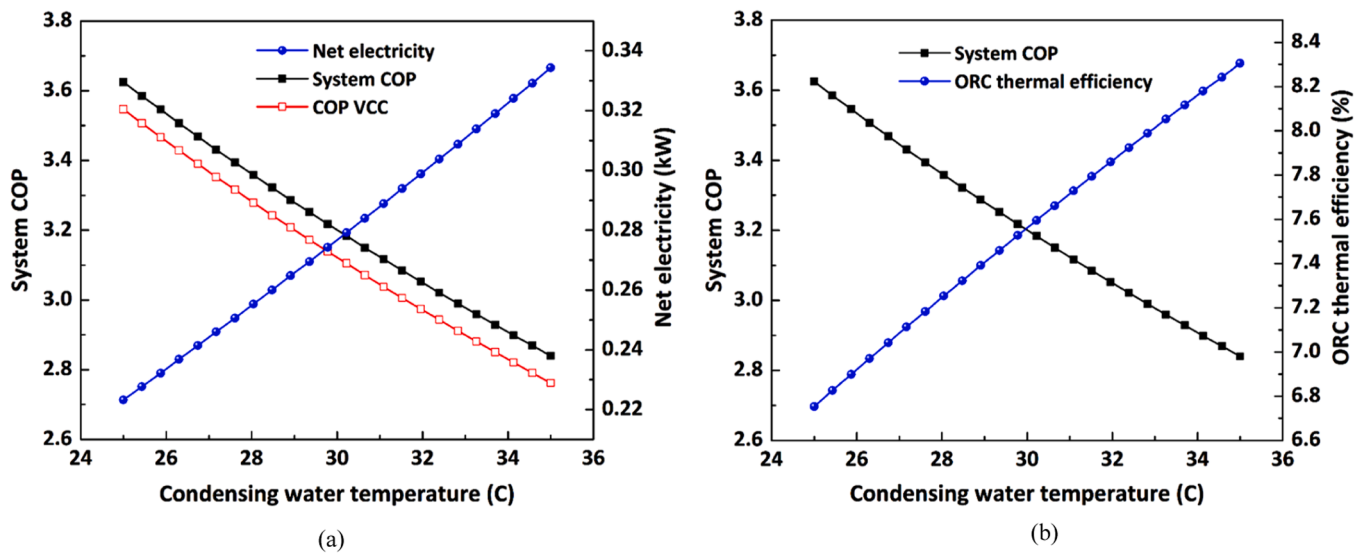 3.8
3.6
3.4
3.2
3.0
2.8
2.6
System COP
Net electricity
System COP
COP VCC
0.34
0.32
0.30
0.28
0.26
0.24
0.22
Net electricity (kW)
24 26 28 30 32 34 36
Condensing water temperature (C)
(a)
3.8
3.6
3.4
3.2
3.0
2.8
2.6
System COP
System COP
ORC thermal efficiency
8.4
8.2
8.0
7.8
7.6
7.4
7.2
7.0
6.8
6.6
ORC thermal efficiency (%)
24 26 28 30 32 34 36
Condensing water temperature (C)
(b)